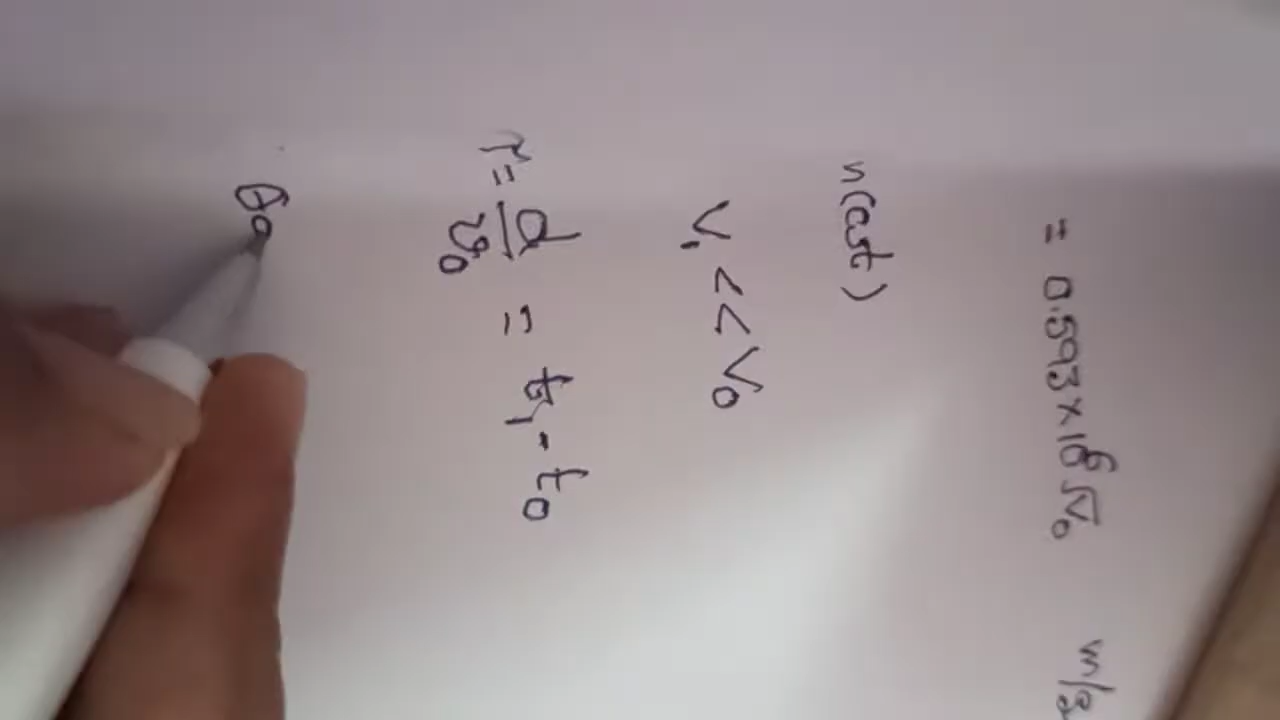 = 0.593 × 10⁶ √V₀ m/s
n(ωt)
V₁ << V₀
τ = d/v₀ = t₁ - t₀
θ₀